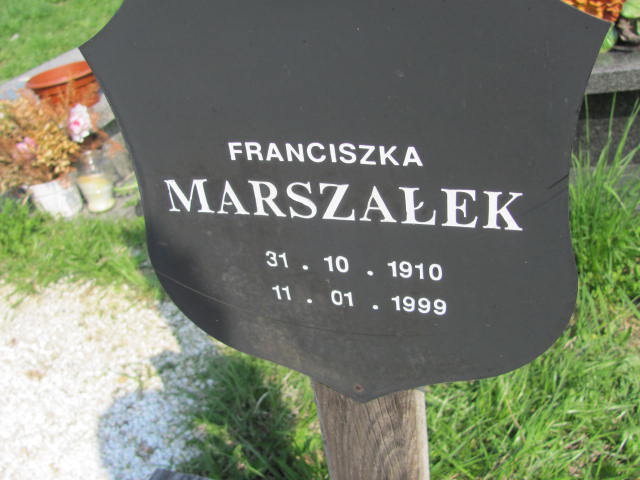 FRANCISZKA
MARSZAŁEK
31 . 10 . 1910
11 . 01 . 1999